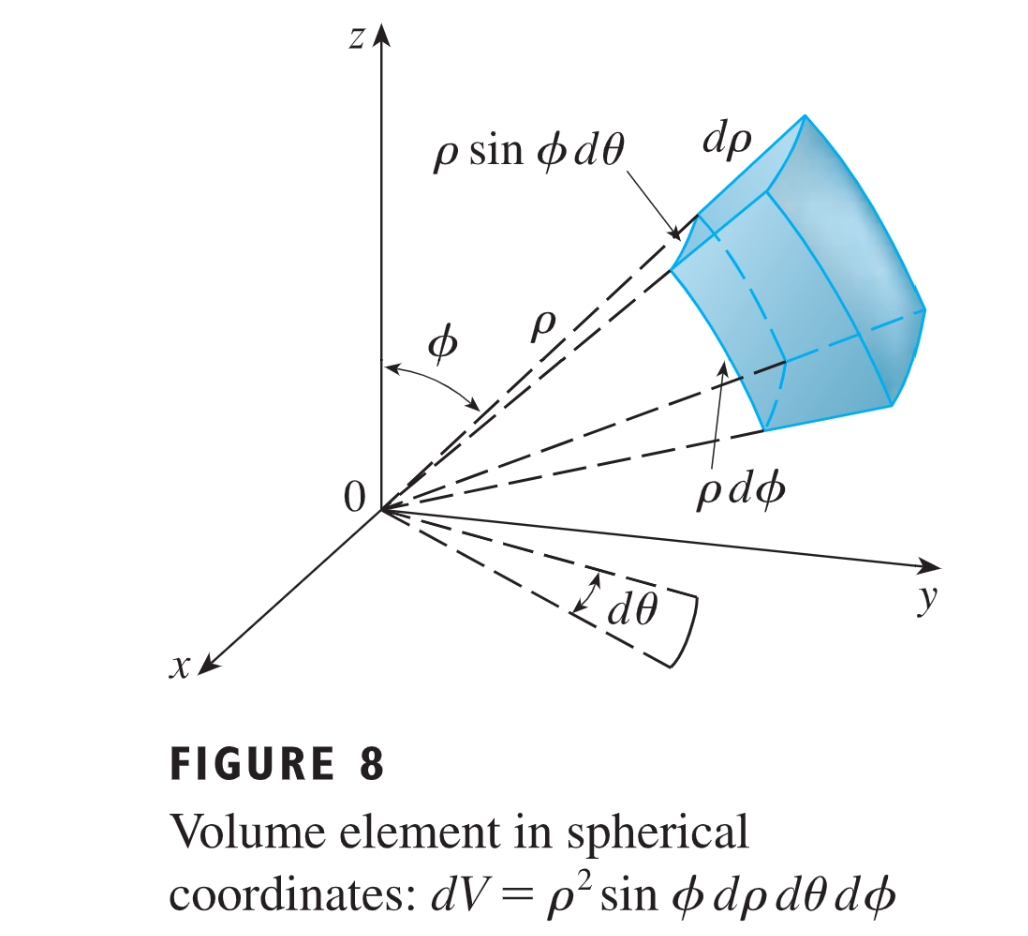 z
ρ sin ϕ dθ
dρ
ϕ
ρ
0
ρ dϕ
dθ
y
x
FIGURE 8
Volume element in spherical
coordinates: dV = ρ² sin ϕ dρ dθ dϕ